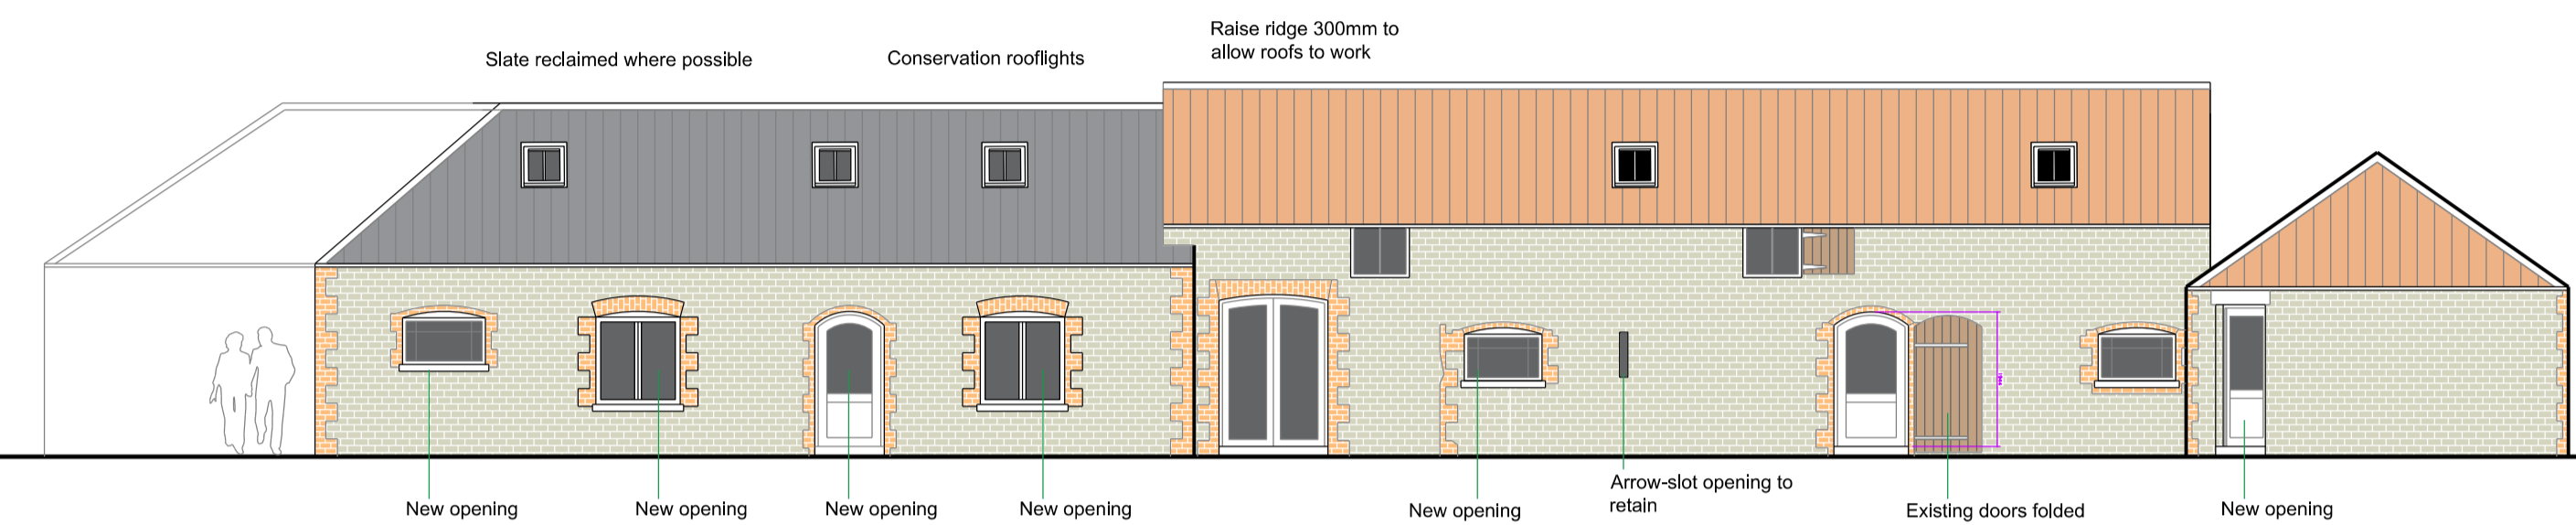 Raise ridge 300mm to
allow roofs to work
Slate reclaimed where possible
Conservation rooflights
New opening
New opening
New opening
New opening
New opening
Arrow-slot opening to
retain
Existing doors folded
New opening